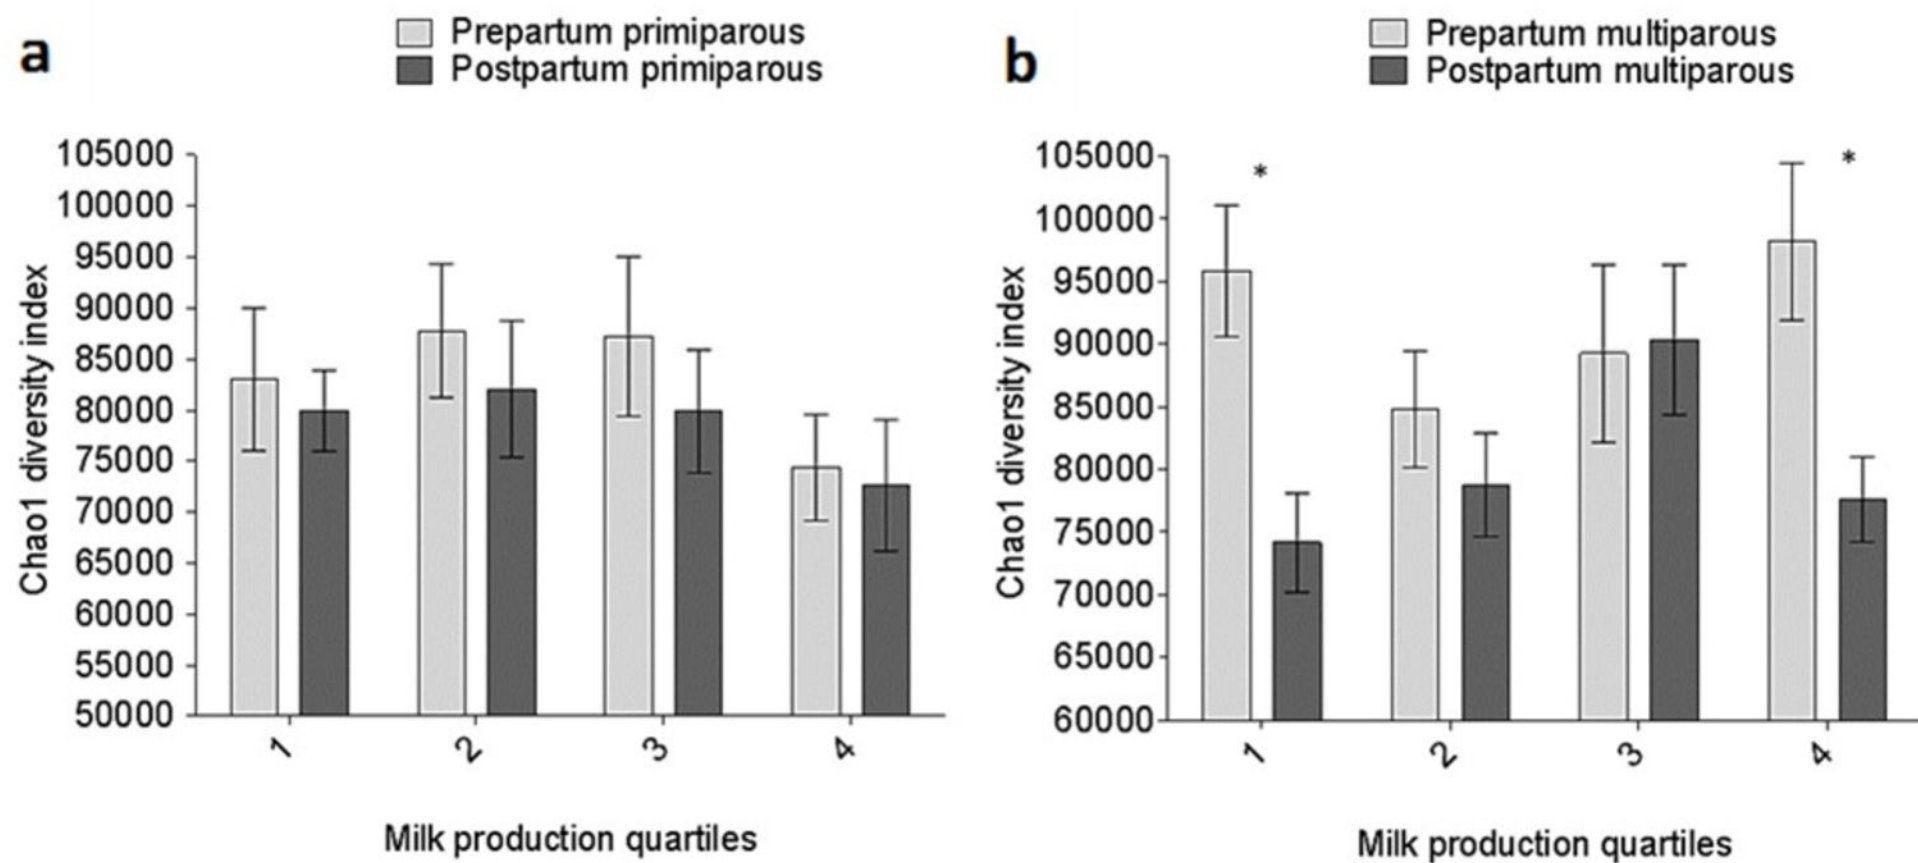 a
Prepartum primiparous
Postpartum primiparous
105000
100000
95000
90000
85000
80000
75000
70000
65000
60000
55000
50000
Chao1 diversity index
1 2 3 4
Milk production quartiles
b
Prepartum multiparous
Postpartum multiparous
105000
100000
95000
90000
85000
80000
75000
70000
65000
60000
Chao1 diversity index
* *
1 2 3 4
Milk production quartiles